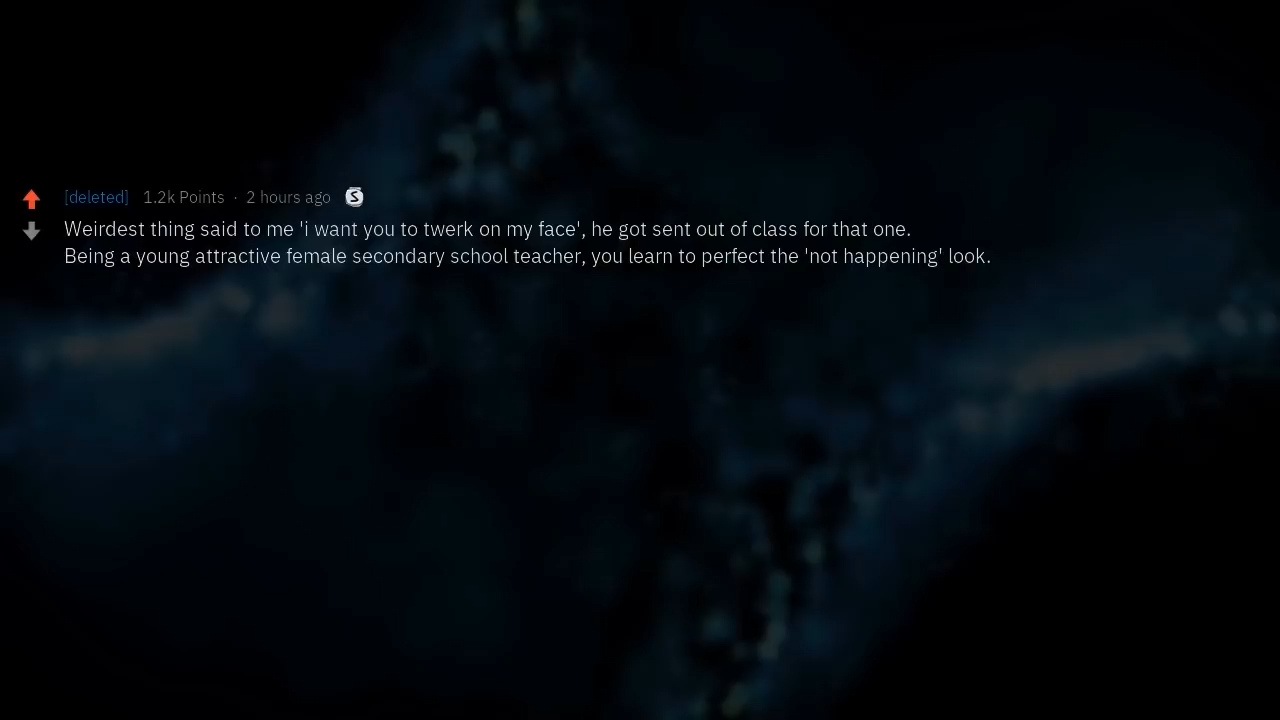 [deleted] 1.2k Points · 2 hours ago S
Weirdest thing said to me 'i want you to twerk on my face', he got sent out of class for that one.
Being a young attractive female secondary school teacher, you learn to perfect the 'not happening' look.